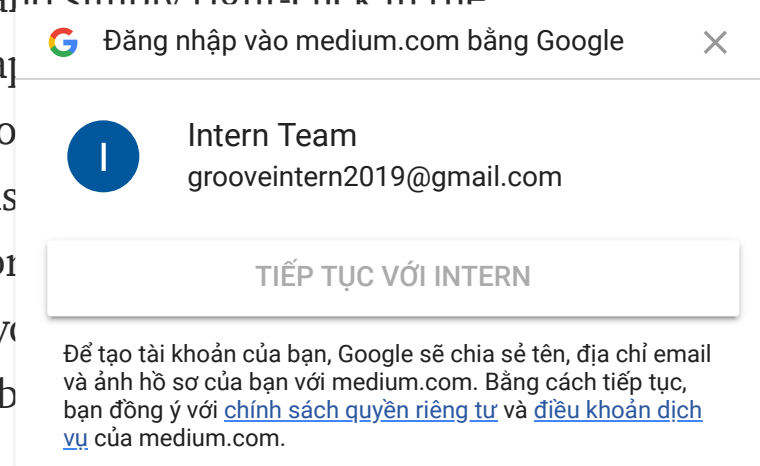 Đăng nhập vào medium.com bằng Google
I
Intern Team
grooveintern2019@gmail.com
TIẾP TỤC VỚI INTERN
Để tạo tài khoản của bạn, Google sẽ chia sẻ tên, địa chỉ email
và ảnh hồ sơ của bạn với medium.com. Bằng cách tiếp tục,
bạn đồng ý với chính sách quyền riêng tư và điều khoản dịch
vụ của medium.com.